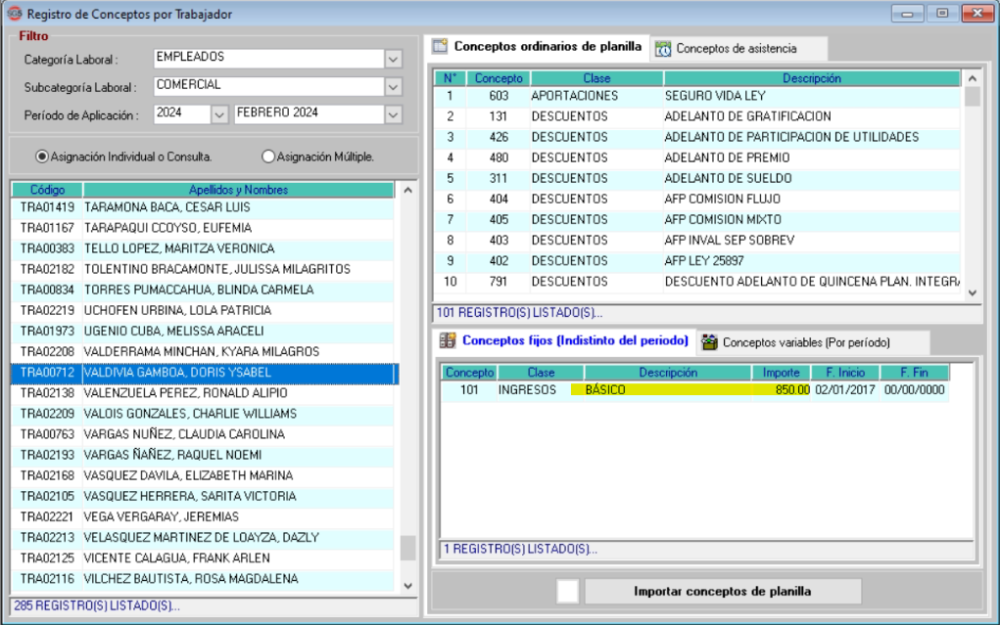 SGS Registro de Conceptos por Trabajador
Filtro
Categoría Laboral : EMPLEADOS
Subcategoría Laboral : COMERCIAL
Período de Aplicación : 2024 FEBRERO 2024
Asignación Individual o Consulta. Asignación Múltiple.
Código Apellidos y Nombres
TRA01419 TARAMONA BACA, CESAR LUIS
TRA01167 TARAPAQUI CCOYSO, EUFEMIA
TRA00383 TELLO LOPEZ, MARITZA VERONICA
TRA02182 TOLENTINO BRACAMONTE, JULISSA MILAGRITOS
TRA00834 TORRES PUMACCAHUA, BLINDA CARMELA
TRA02219 UCHOFEN URBINA, LOLA PATRICIA
TRA01973 UGENIO CUBA, MELISSA ARACELI
TRA02208 VALDERRAMA MINCHAN, KYARA MILAGROS
TRA00712 VALDIVIA GAMBOA, DORIS YSABEL
TRA02138 VALENZUELA PEREZ, RONALD ALIPIO
TRA02209 VALOIS GONZALES, CHARLIE WILLIAMS
TRA00763 VARGAS NUÑEZ, CLAUDIA CAROLINA
TRA02193 VARGAS ÑAÑEZ, RAQUEL NOEMI
TRA02168 VASQUEZ DAVILA, ELIZABETH MARINA
TRA02105 VASQUEZ HERRERA, SARITA VICTORIA
TRA02221 VEGA VERGARAY, JEREMIAS
TRA02213 VELASQUEZ MARTINEZ DE LOAYZA, DAZLY
TRA02125 VICENTE CALAGUA, FRANK ARLEN
TRA02116 VILCHEZ BAUTISTA, ROSA MAGDALENA
285 REGISTRO(S) LISTADO(S)...
Conceptos ordinarios de planilla Conceptos de asistencia
N° Concepto Clase Descripción
1 603 APORTACIONES SEGURO VIDA LEY
2 131 DESCUENTOS ADELANTO DE GRATIFICACION
3 426 DESCUENTOS ADELANTO DE PARTICIPACION DE UTILIDADES
4 480 DESCUENTOS ADELANTO DE PREMIO
5 311 DESCUENTOS ADELANTO DE SUELDO
6 404 DESCUENTOS AFP COMISION FLUJO
7 405 DESCUENTOS AFP COMISION MIXTO
8 403 DESCUENTOS AFP INVAL SEP SOBREV
9 402 DESCUENTOS AFP LEY 25897
10 791 DESCUENTOS DESCUENTO ADELANTO DE QUINCENA PLAN. INTEGRA
101 REGISTRO(S) LISTADO(S)...
Conceptos fijos (Indistinto del periodo) Conceptos variables (Por período)
Concepto Clase Descripción Importe F. Inicio F. Fin
101 INGRESOS BÁSICO 850.00 02/01/2017 00/00/0000
1 REGISTRO(S) LISTADO(S)...
Importar conceptos de planilla